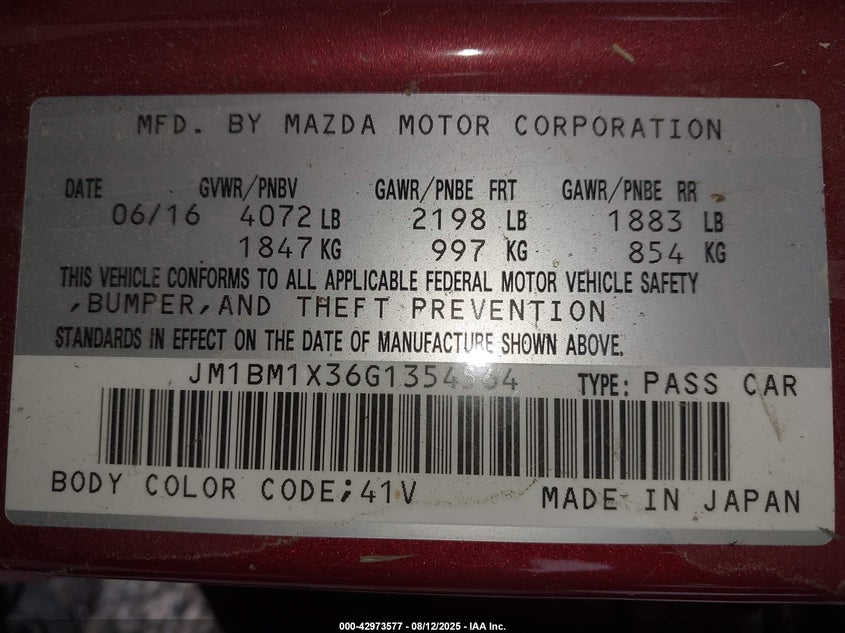 MFD. BY MAZDA MOTOR CORPORATION
DATE GVWR/PNBV GAWR/PNBE FRT GAWR/PNBE RR
06/16 4072 LB 2198 LB 1883 LB
1847 KG 997 KG 854 KG
THIS VEHICLE CONFORMS TO ALL APPLICABLE FEDERAL MOTOR VEHICLE SAFETY
,BUMPER,AND THEFT PREVENTION
STANDARDS IN EFFECT ON THE DATE OF MANUFACTURE SHOWN ABOVE.
TYPE: PASS CAR
BODY COLOR CODE;41V MADE IN JAPAN
000-42973577 - 08/12/2025 - IAA Inc.